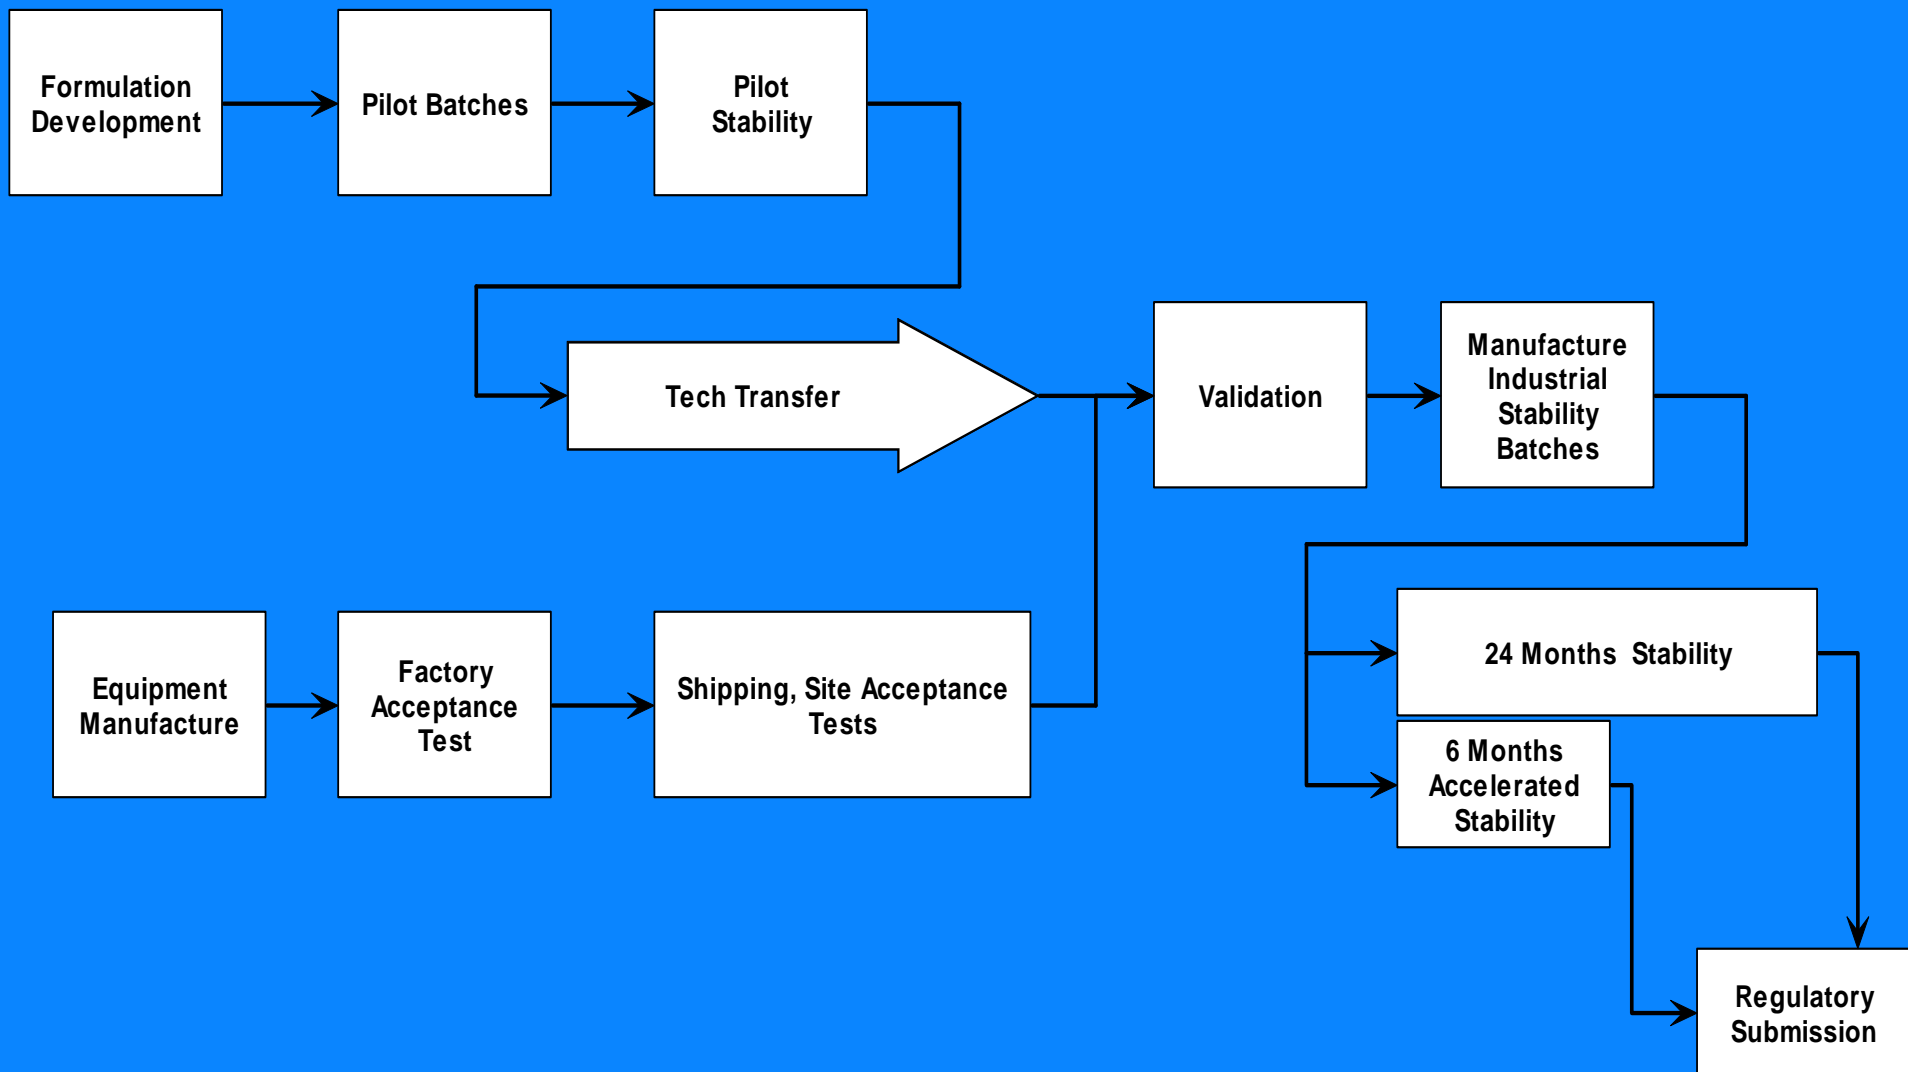 Formulation
Development
Pilot Batches
Pilot
Stability
Tech Transfer
Validation
Manufacture
Industrial
Stability
Batches
Equipment
Manufacture
Factory
Acceptance
Test
Shipping, Site Acceptance
Tests
24 Months  Stability
6 Months
Accelerated
Stability
Regulatory
Submission